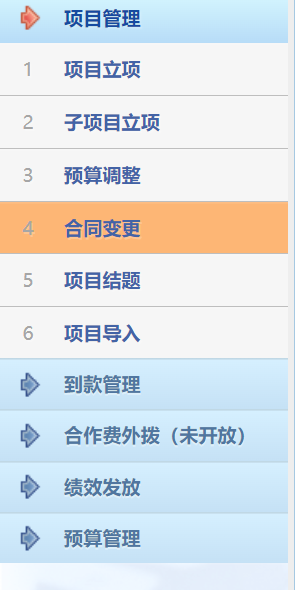 项目管理
1 项目立项
2 子项目立项
3 预算调整
4 合同变更
5 项目结题
6 项目导入
到款管理
合作费外拨（未开放）
绩效发放
预算管理